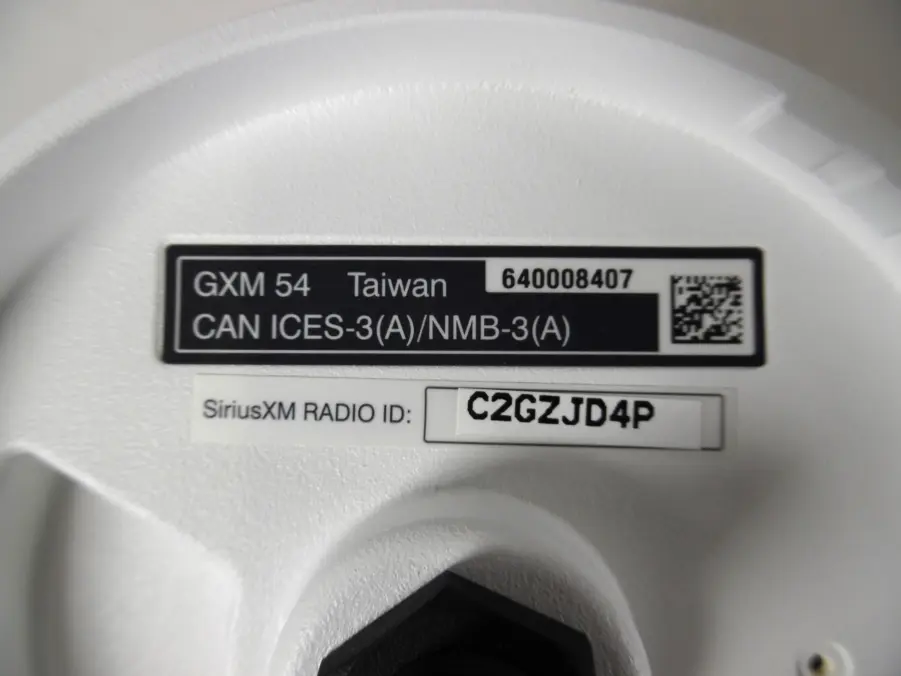 GXM 54 Taiwan 640008407
CAN ICES-3(A)/NMB-3(A)
SiriusXM RADIO ID: C2GZJD4P